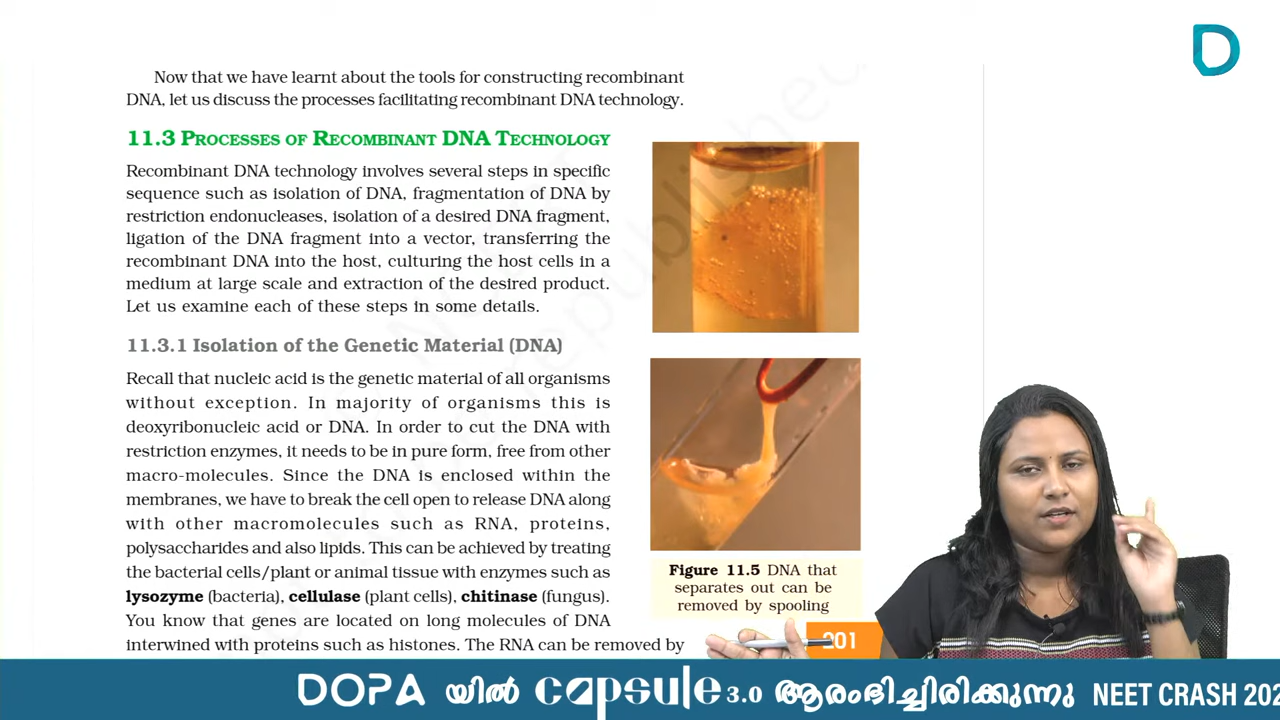 D
Now that we have learnt about the tools for constructing recombinant
DNA, let us discuss the processes facilitating recombinant DNA technology.
11.3 PROCESSES OF RECOMBINANT DNA TECHNOLOGY
Recombinant DNA technology involves several steps in specific
sequence such as isolation of DNA, fragmentation of DNA by
restriction endonucleases, isolation of a desired DNA fragment,
ligation of the DNA fragment into a vector, transferring the
recombinant DNA into the host, culturing the host cells in a
medium at large scale and extraction of the desired product.
Let us examine each of these steps in some details.
11.3.1 Isolation of the Genetic Material (DNA)
Recall that nucleic acid is the genetic material of all organisms
without exception. In majority of organisms this is
deoxyribonucleic acid or DNA. In order to cut the DNA with
restriction enzymes, it needs to be in pure form, free from other
macro-molecules. Since the DNA is enclosed within the
membranes, we have to break the cell open to release DNA along
with other macromolecules such as RNA, proteins,
polysaccharides and also lipids. This can be achieved by treating
the bacterial cells/plant or animal tissue with enzymes such as
lysozyme (bacteria), cellulase (plant cells), chitinase (fungus).
You know that genes are located on long molecules of DNA
interwined with proteins such as histones. The RNA can be removed by
Figure 11.5 DNA that
separates out can be
removed by spooling
201
DOPA യിൽ capsule 3.0 ആരംഭിച്ചിരിക്കുന്നു NEET CRASH 202